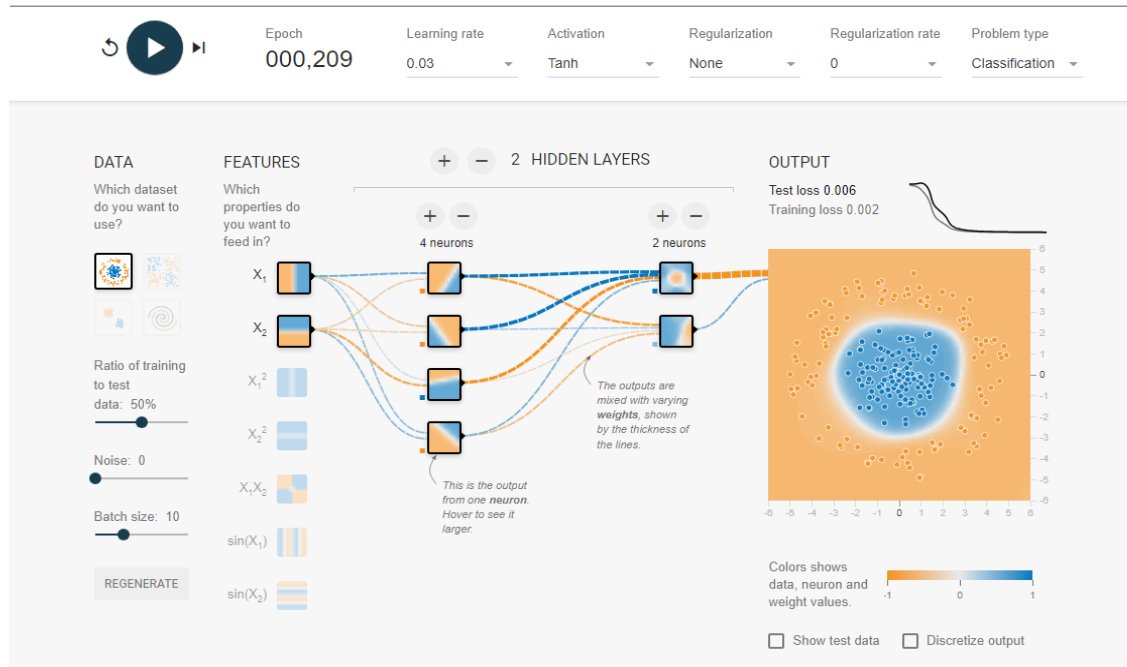 Epoch
000,209
Learning rate
0.03
Activation
Tanh
Regularization
None
Regularization rate
0
Problem type
Classification
DATA
Which dataset
do you want to
use?
Ratio of training
to test
data: 50%
Noise: 0
Batch size: 10
REGENERATE
FEATURES
Which
properties do
you want to
feed in?
X₁
X₂
X₁²
X₂²
X₁X₂
sin(X₁)
sin(X₂)
+ − 2 HIDDEN LAYERS
+ −
4 neurons
+ −
2 neurons
The outputs are
mixed with varying
weights, shown
by the thickness of
the lines.
This is the output
from one neuron.
Hover to see it
larger.
OUTPUT
Test loss 0.006
Training loss 0.002
6
5
4
3
2
1
0
-1
-2
-3
-4
-5
-6
-6 -5 -4 -3 -2 -1 0 1 2 3 4 5 6
Colors shows
data, neuron and
weight values.
-1 0 1
Show test data
Discretize output